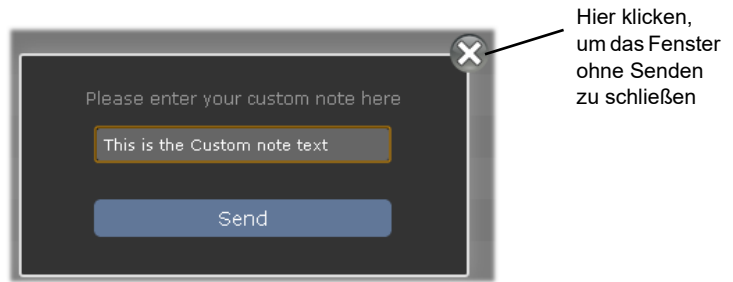 Hier klicken,
um das Fenster
ohne Senden
zu schließen
Please enter your custom note here
This is the Custom note text
Send